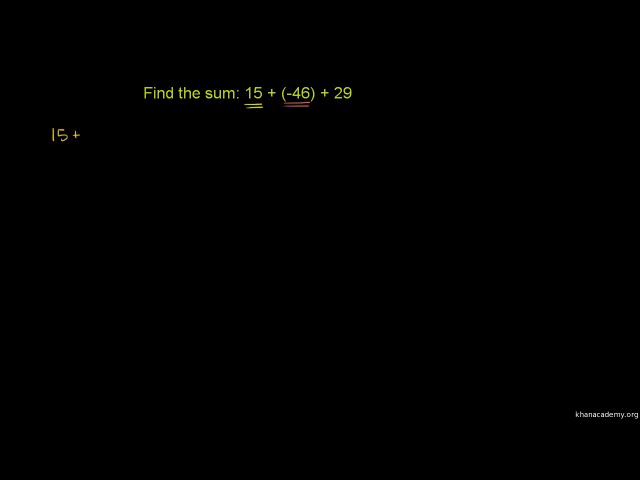 Find the sum: 15 + (-46) + 29
15 +
khanacademy.org